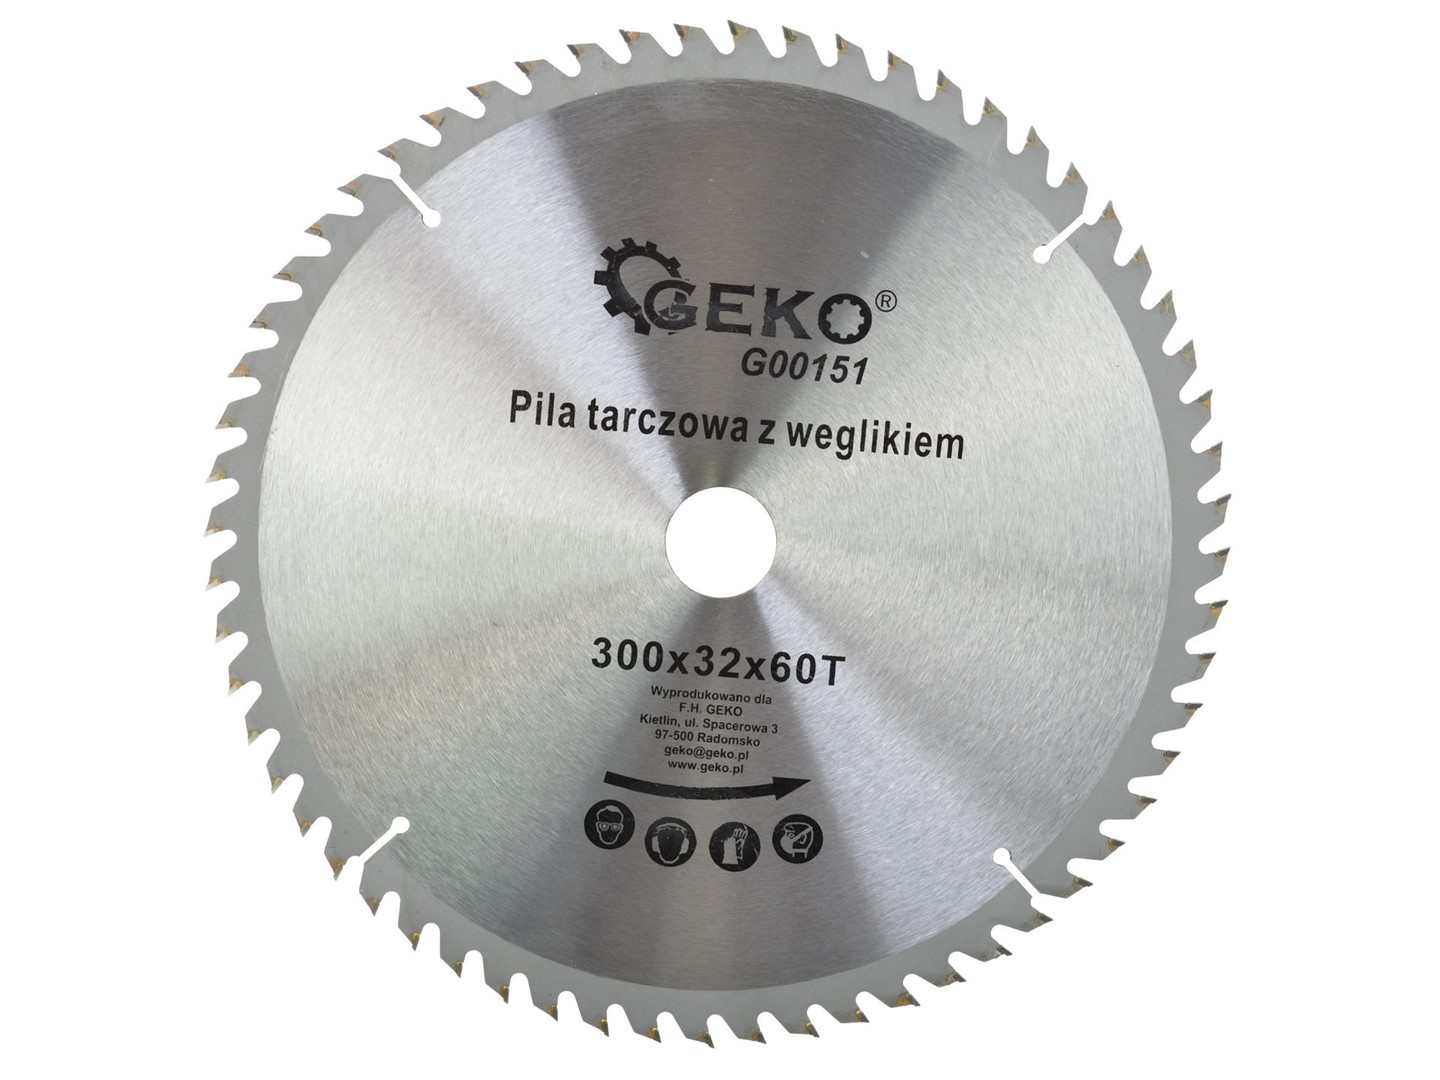 GEKO®
G00151
Pila tarczowa z weglikiem
300x32x60T
Wyprodukowano dla
F.H. GEKO
Kietlin, ul. Spacerowa 3
97-500 Radomsko
geko@geko.pl
www.geko.pl